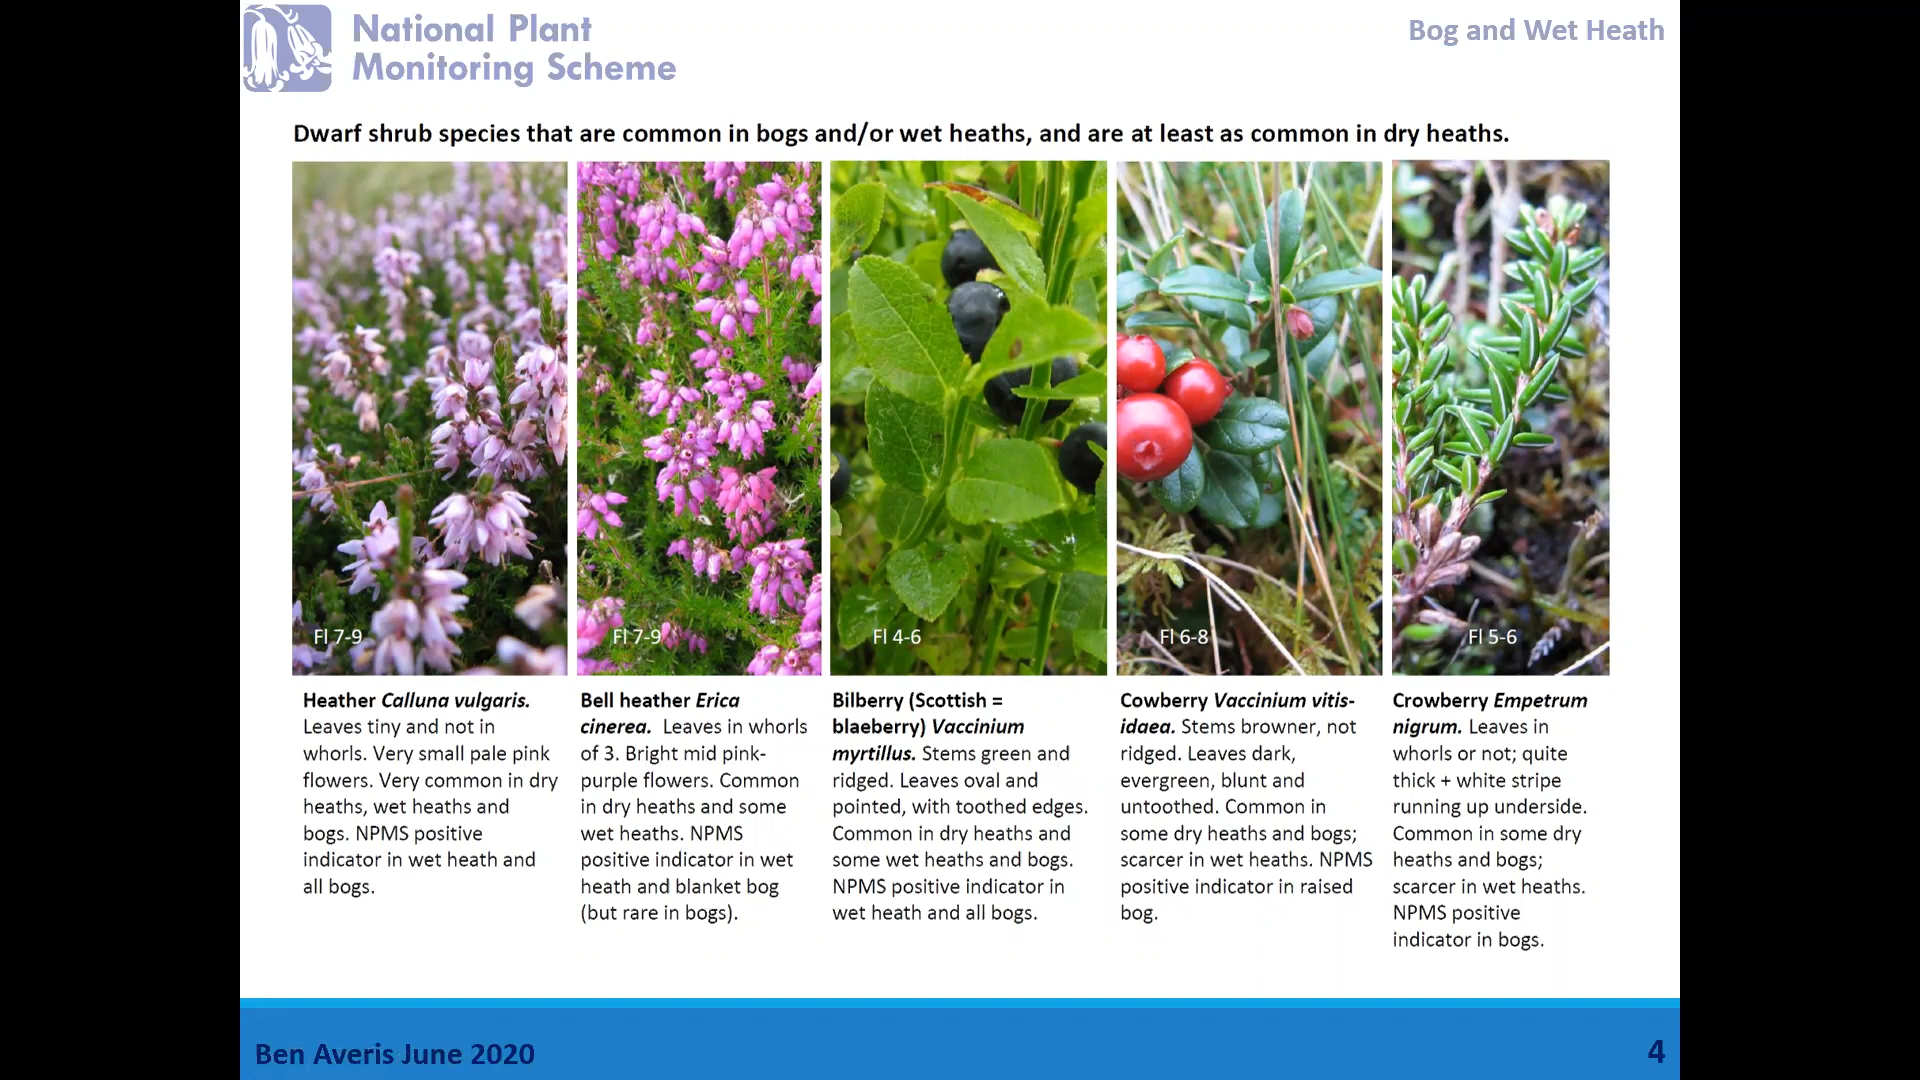 National Plant
Monitoring Scheme
Bog and Wet Heath
Dwarf shrub species that are common in bogs and/or wet heaths, and are at least as common in dry heaths.
Fl 7-9
Fl 7-9
Fl 4-6
Fl 6-8
Fl 5-6
Heather Calluna vulgaris.
Leaves tiny and not in
whorls. Very small pale pink
flowers. Very common in dry
heaths, wet heaths and
bogs. NPMS positive
indicator in wet heath and
all bogs.
Bell heather Erica
cinerea. Leaves in whorls
of 3. Bright mid pink-
purple flowers. Common
in dry heaths and some
wet heaths. NPMS
positive indicator in wet
heath and blanket bog
(but rare in bogs).
Bilberry (Scottish =
blaeberry) Vaccinium
myrtillus. Stems green and
ridged. Leaves oval and
pointed, with toothed edges.
Common in dry heaths and
some wet heaths and bogs.
NPMS positive indicator in
wet heath and all bogs.
Cowberry Vaccinium vitis-
idaea. Stems browner, not
ridged. Leaves dark,
evergreen, blunt and
untoothed. Common in
some dry heaths and bogs;
scarcer in wet heaths. NPMS
positive indicator in raised
bog.
Crowberry Empetrum
nigrum. Leaves in
whorls or not; quite
thick + white stripe
running up underside.
Common in some dry
heaths and bogs;
scarcer in wet heaths.
NPMS positive
indicator in bogs.
Ben Averis June 2020
4